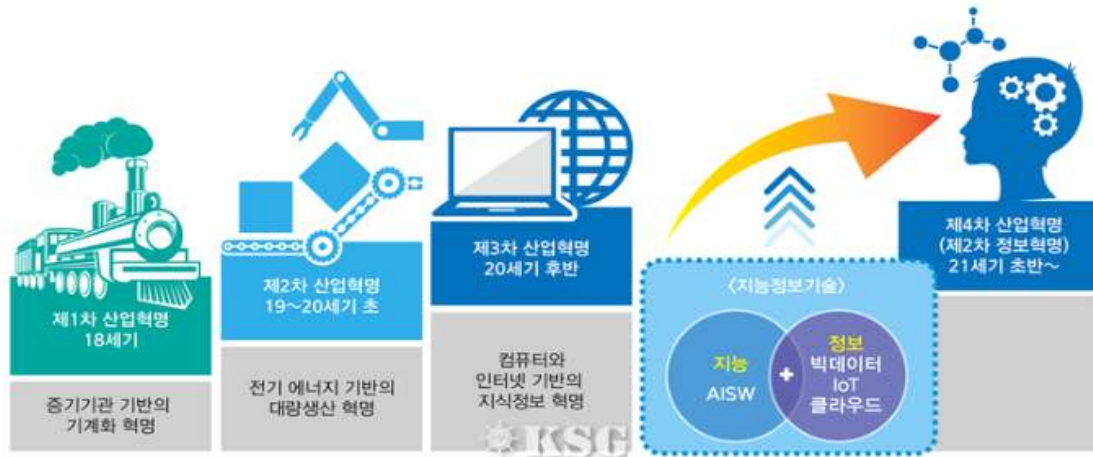 제1차 산업혁명
18세기
증기기관 기반의
기계화 혁명
제2차 산업혁명
19~20세기 초
전기 에너지 기반의
대량생산 혁명
제3차 산업혁명
20세기 후반
컴퓨터와
인터넷 기반의
지식정보 혁명
KSG
<지능정보기술>
지능
AISW
+
정보
빅데이터
IoT
클라우드
제4차 산업혁명
(제2차 정보혁명)
21세기 초반~